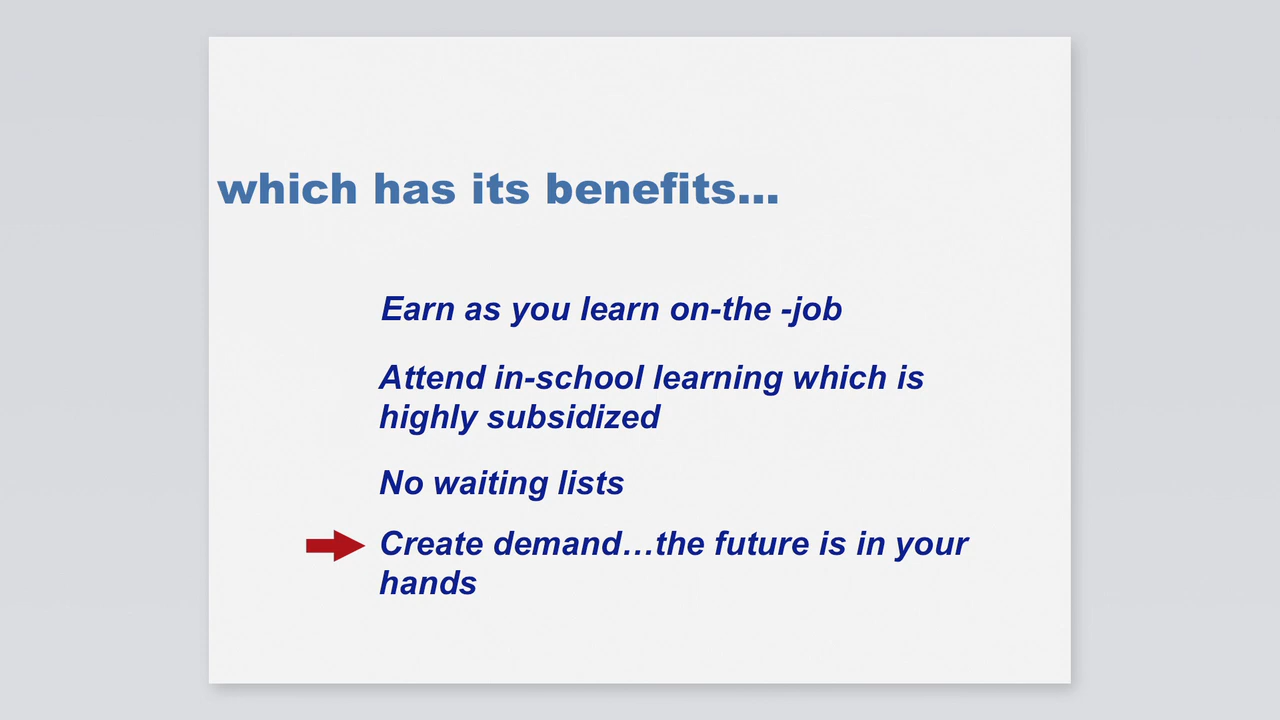 which has its benefits...
Earn as you learn on-the -job
Attend in-school learning which is
highly subsidized
No waiting lists
Create demand…the future is in your
hands